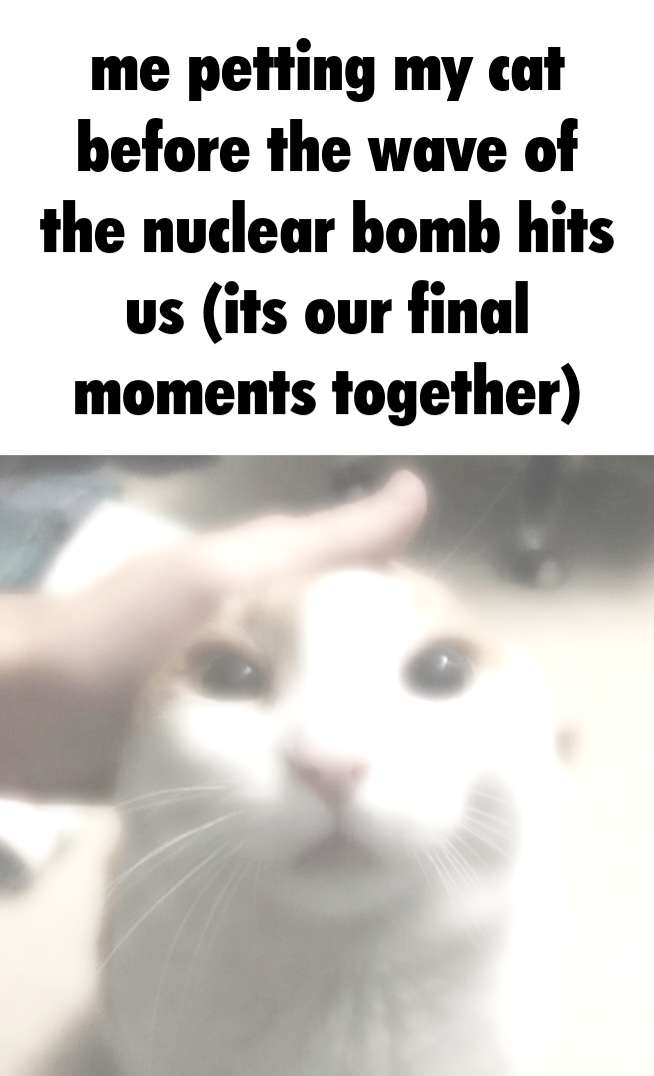 me petting my cat
before the wave of
the nuclear bomb hits
us (its our final
moments together)